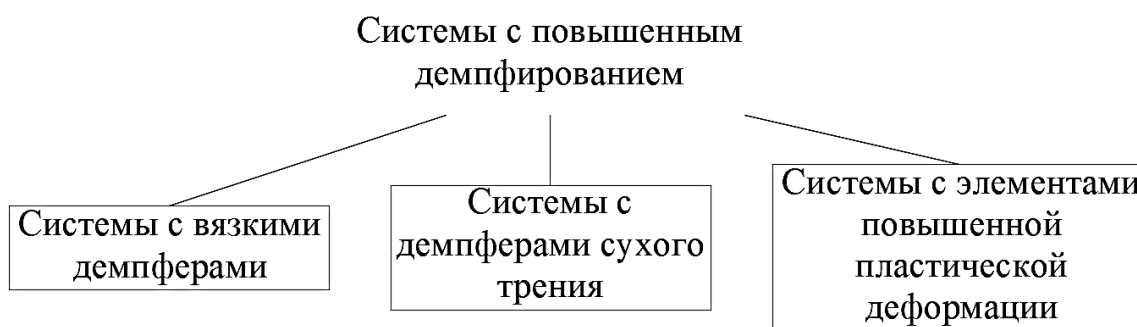 Системы с повышенным
демпфированием
Системы с вязкими
демпферами
Системы с
демпферами сухого
трения
Системы с элементами
повышенной
пластической
деформации